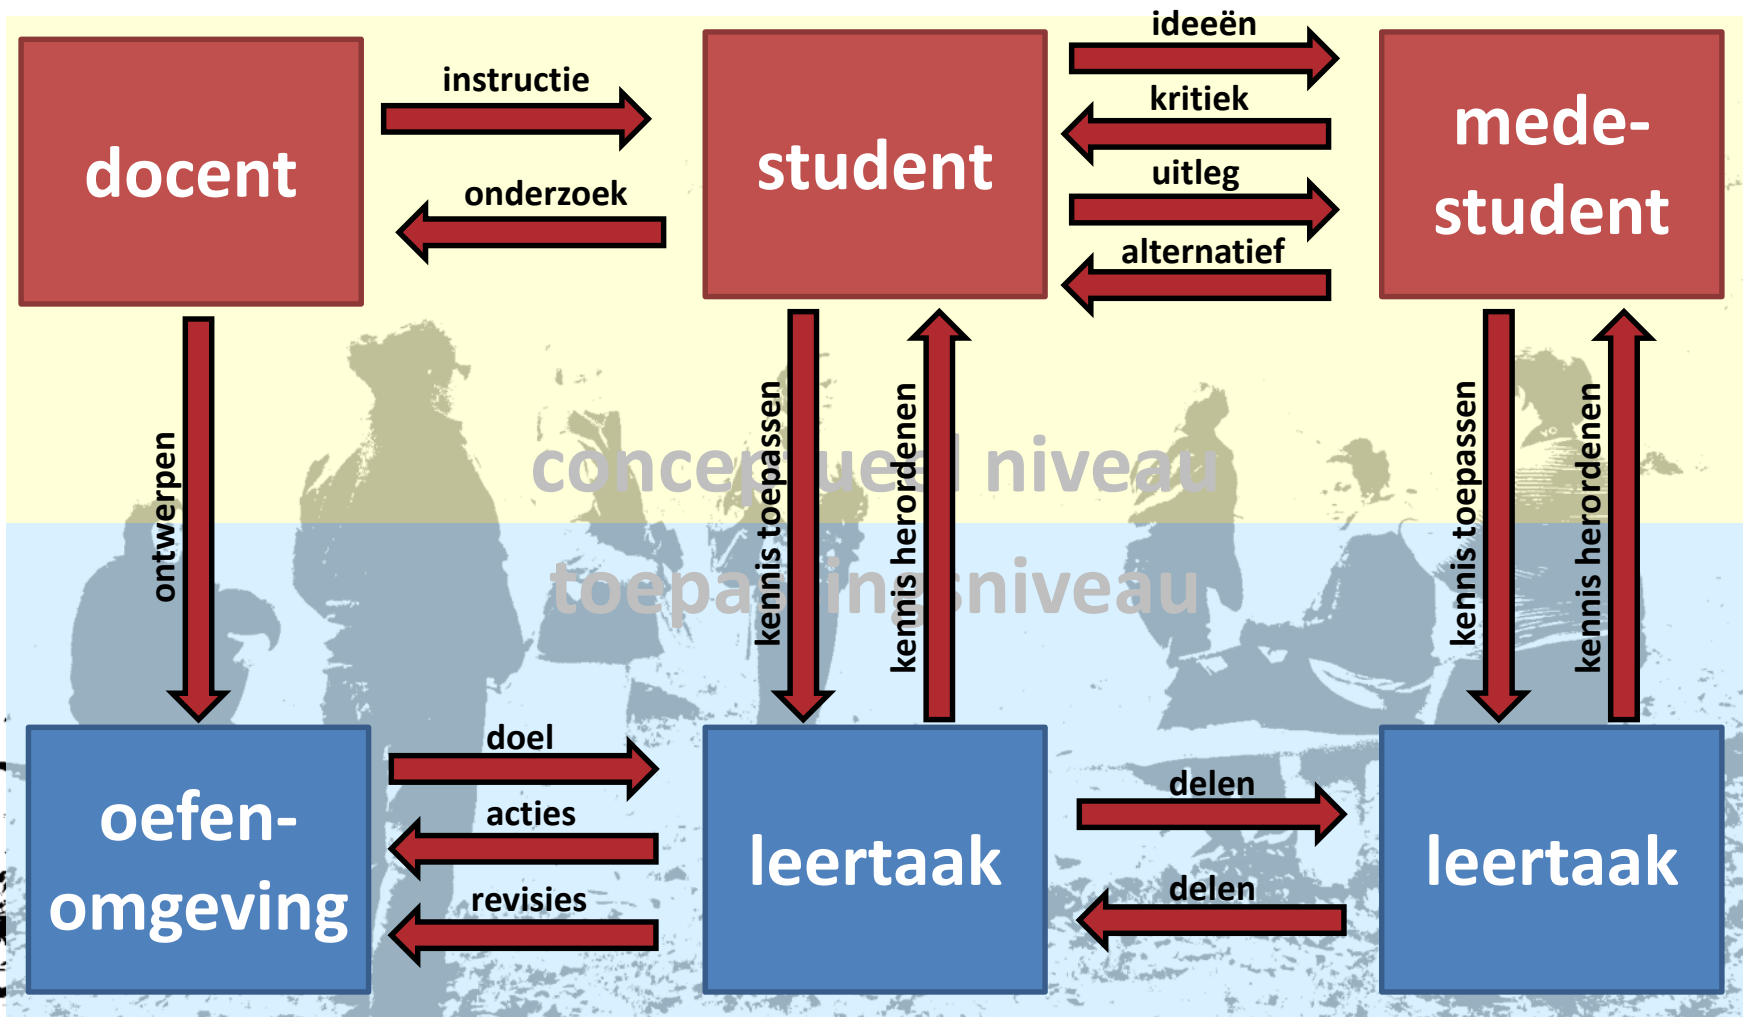 docent
instructie
onderzoek
student
ideeën
kritiek
uitleg
alternatief
mede-
student
ontwerpen
kennis toepassen
kennis herordenen
kennis toepassen
kennis herordenen
conceptueel niveau
toepassingsniveau
oefen-
omgeving
doel
acties
revisies
leertaak
delen
delen
leertaak